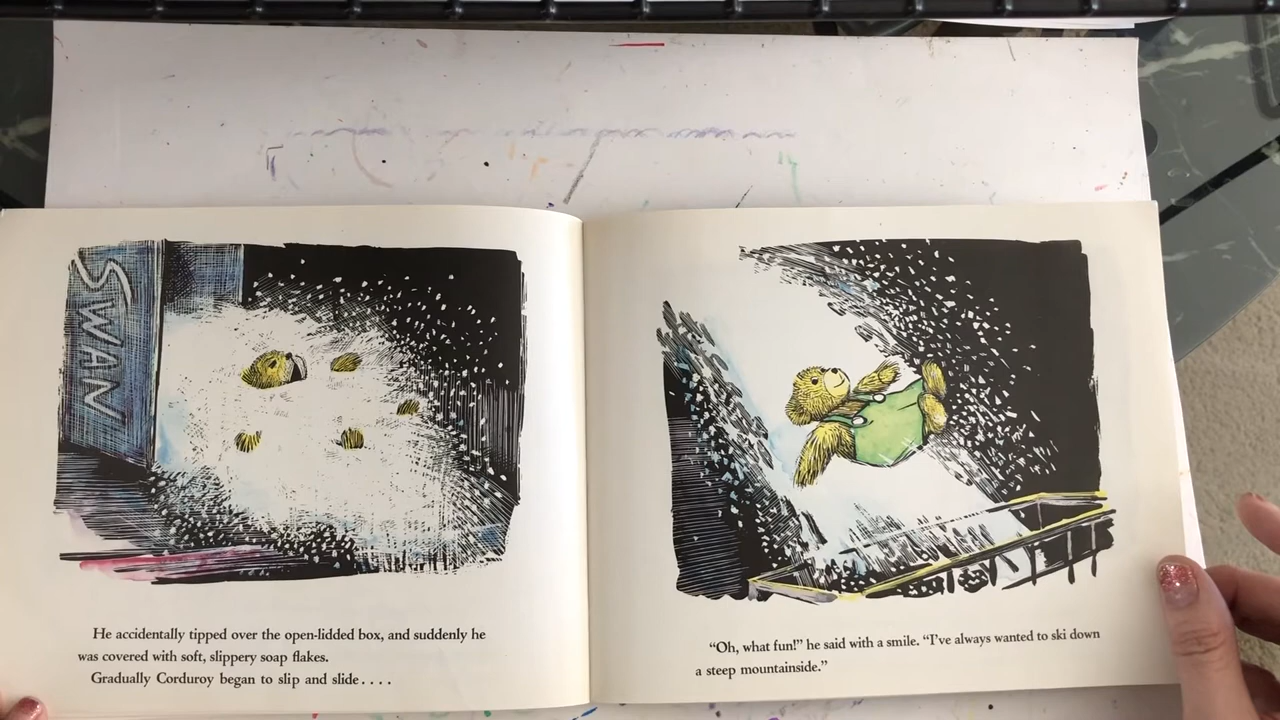 SWAN
He accidentally tipped over the open-lidded box, and suddenly he
was covered with soft, slippery soap flakes.
Gradually Corduroy began to slip and slide . . . .
“Oh, what fun!” he said with a smile. “I’ve always wanted to ski down
a steep mountainside.”